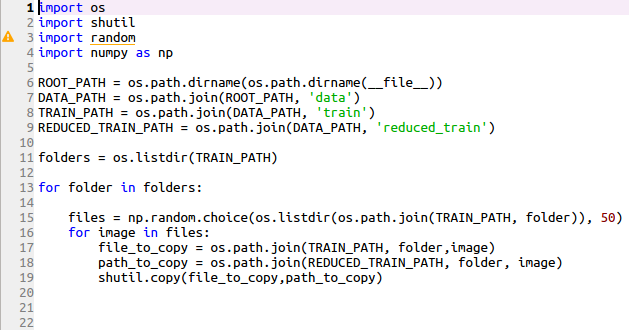 1 import os
2 import shutil
3 import random
4 import numpy as np
5
6 ROOT_PATH = os.path.dirname(os.path.dirname(__file__))
7 DATA_PATH = os.path.join(ROOT_PATH, 'data')
8 TRAIN_PATH = os.path.join(DATA_PATH, 'train')
9 REDUCED_TRAIN_PATH = os.path.join(DATA_PATH, 'reduced_train')
10
11 folders = os.listdir(TRAIN_PATH)
12
13 for folder in folders:
14
15     files = np.random.choice(os.listdir(os.path.join(TRAIN_PATH, folder)), 50)
16     for image in files:
17         file_to_copy = os.path.join(TRAIN_PATH, folder,image)
18         path_to_copy = os.path.join(REDUCED_TRAIN_PATH, folder, image)
19         shutil.copy(file_to_copy,path_to_copy)
20
21
22